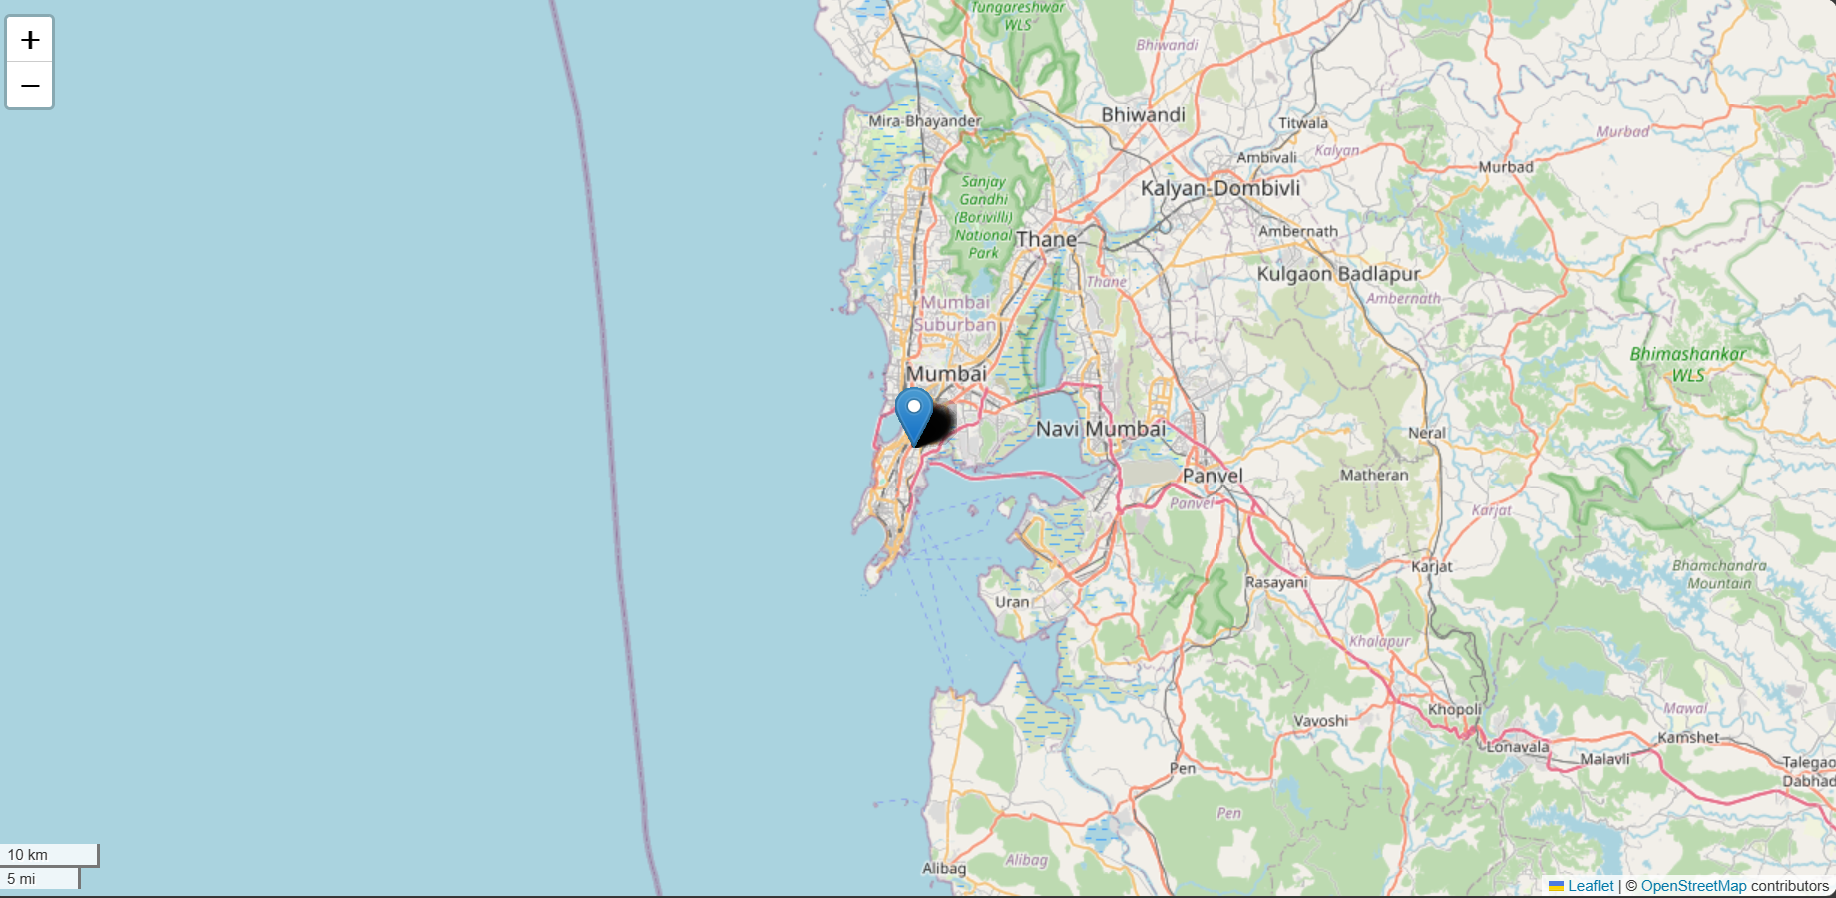 +
−
Tungareshwar
WLS
Bhiwandi
Mira-Bhayander
Bhiwandi
Titwala
Murbad
Kalyan
Ambivali
Murbad
Kalyan-Dombivli
Sanjay
Gandhi
(Borivilli)
National
Park
Thane
Ambernath
Kulgaon Badlapur
Thane
Ambernath
Mumbai
Suburban
Bhimashankar
WLS
Mumbai
Navi Mumbai
Neral
Panvel
Matheran
Panvel
Karjat
Karjat
Bhamchandra
Mountain
Rasayani
Uran
Khalapur
Khopoli
Mawal
Vavoshi
Kamshet
Lonavala
Malavli
Talegao
Dabhad
Pen
Pen
Alibag
Alibag
10 km
5 mi
Leaflet | © OpenStreetMap contributors